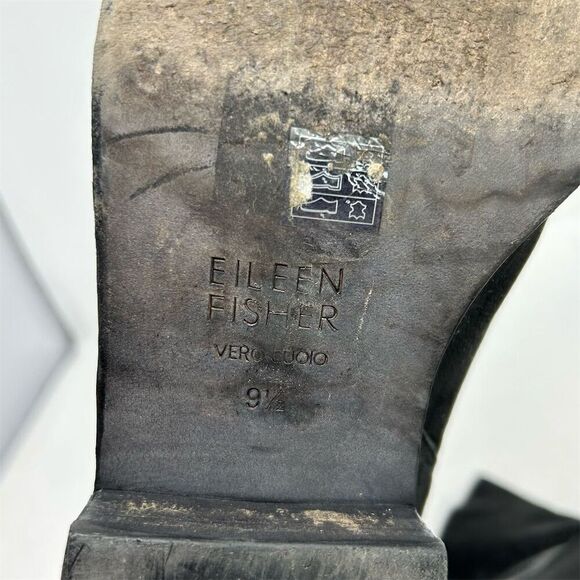 EILEEN
FISHER
VERO CUOIO
9½